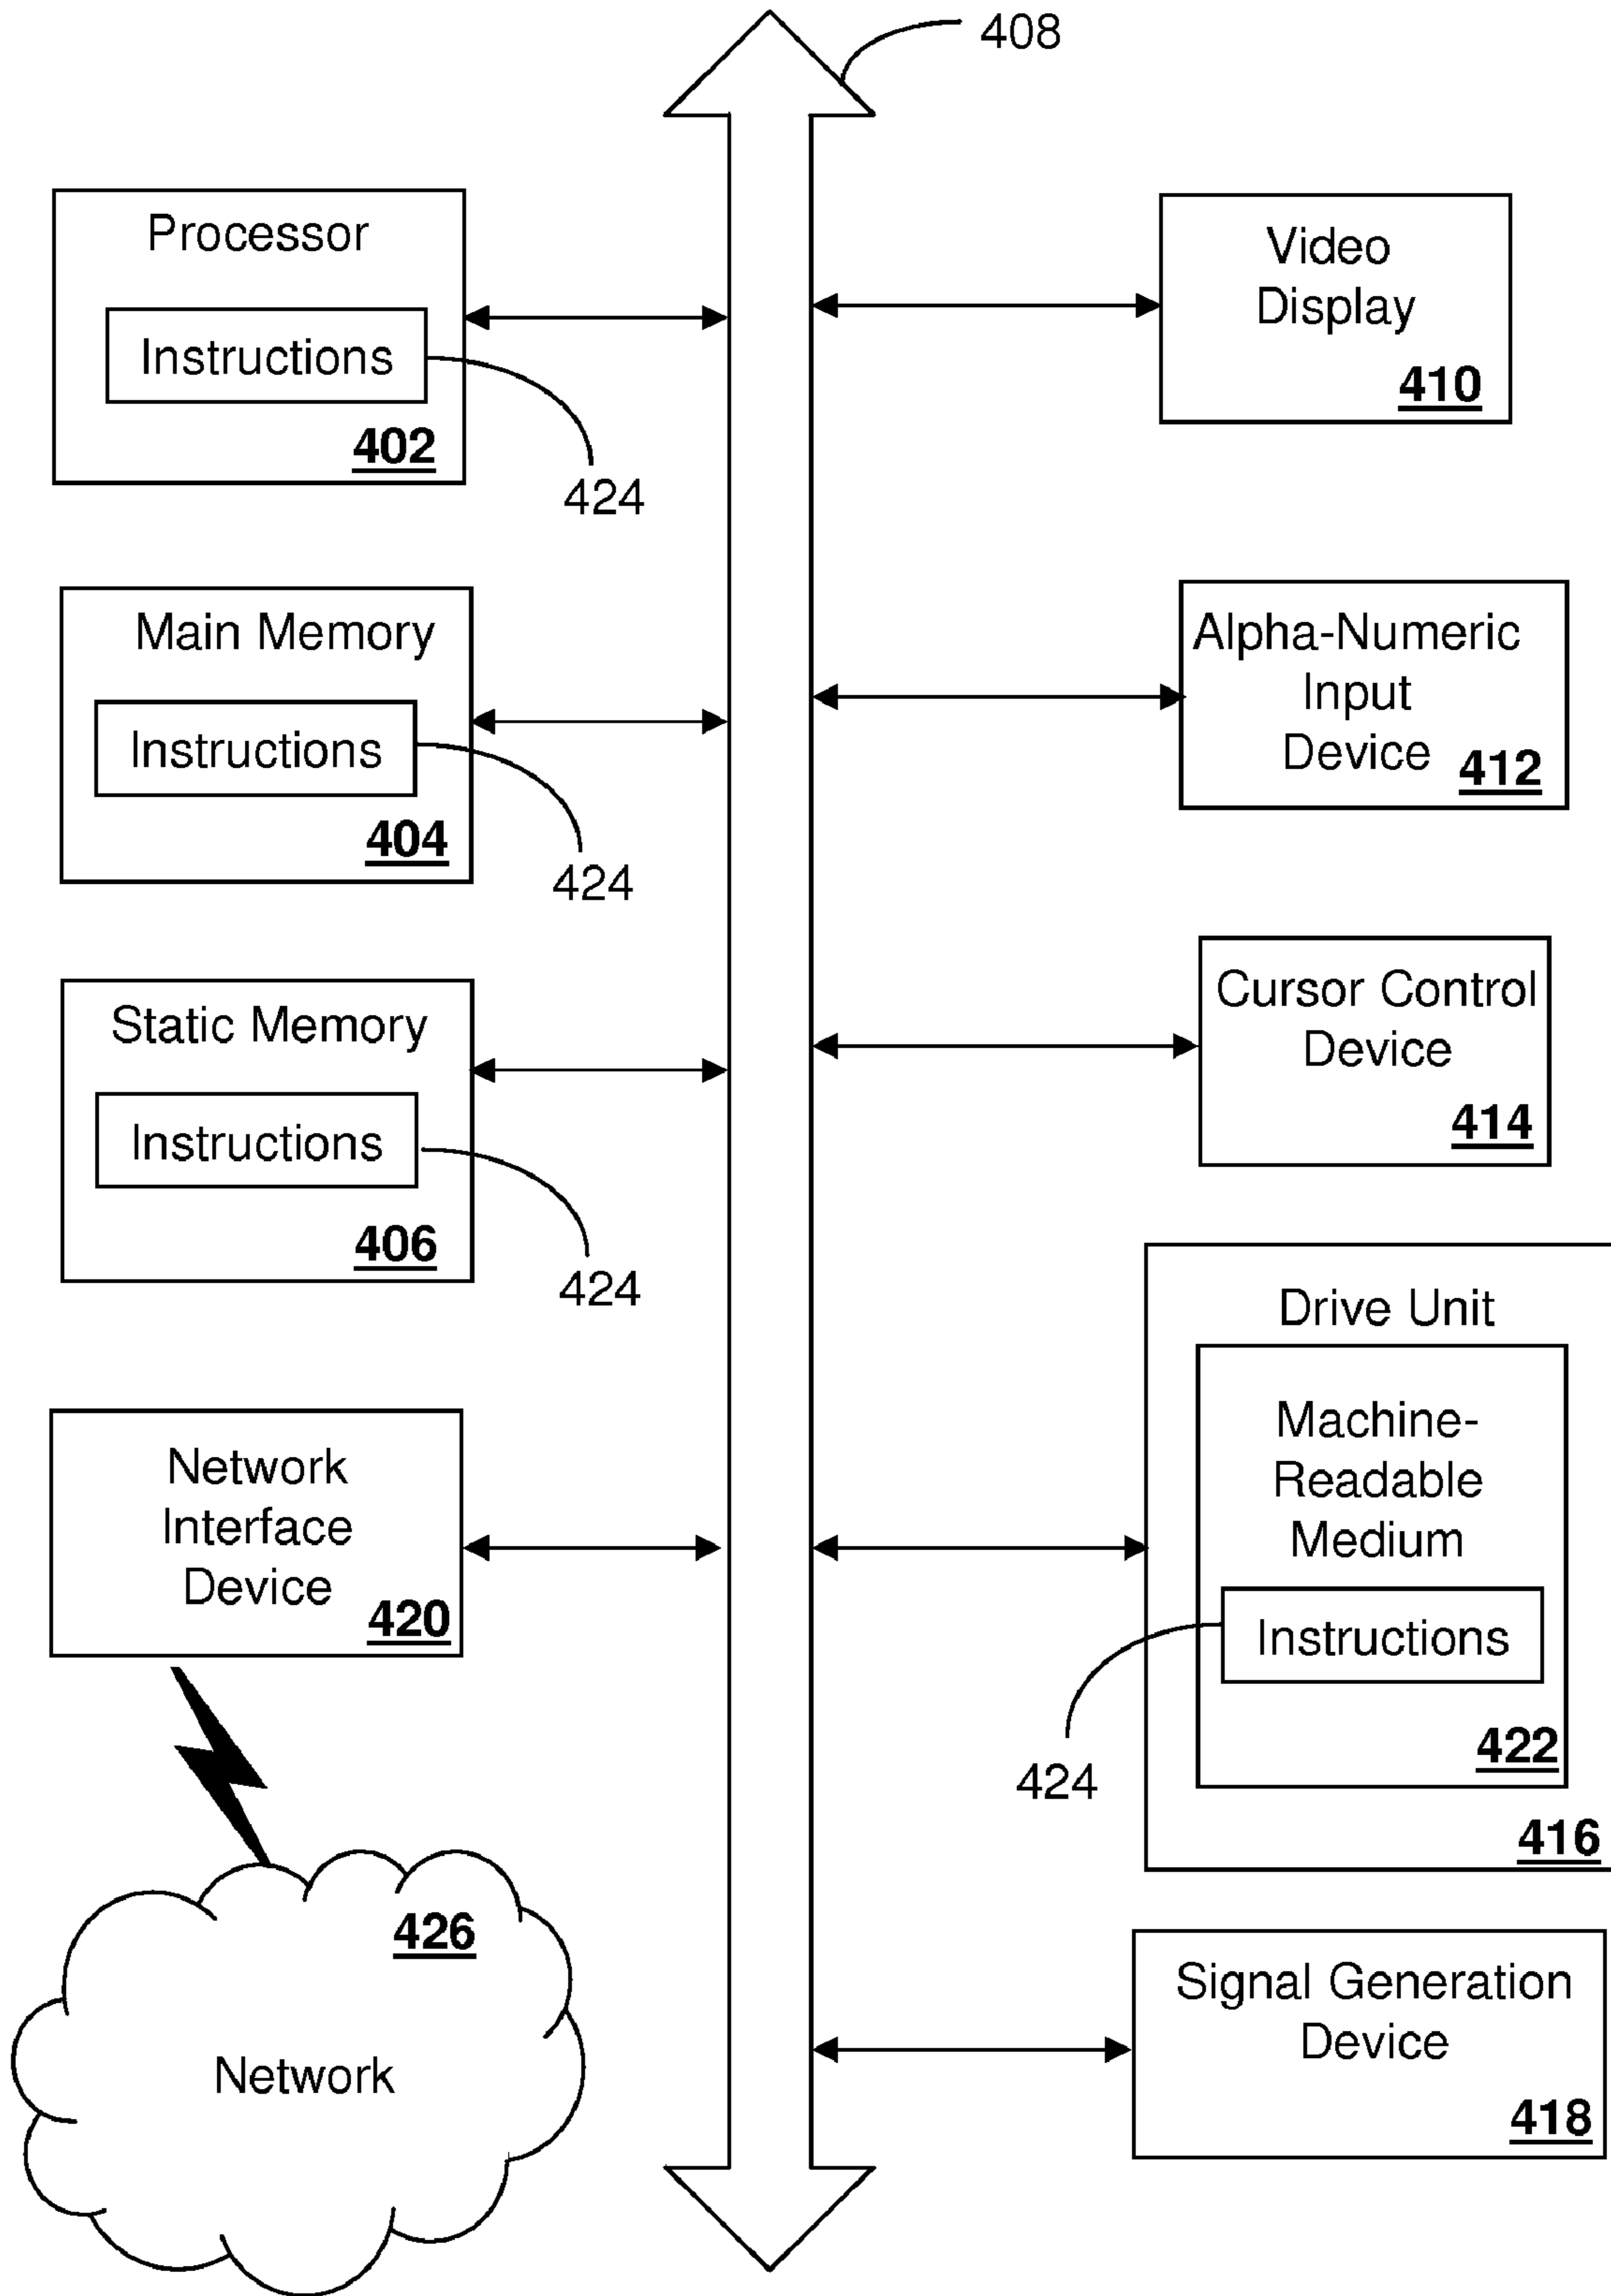 408
Processor
Instructions
402
424
Main Memory
Instructions
404
424
Static Memory
Instructions
406
424
Network
Interface
Device
420
426
Network
Video
Display
410
Alpha-Numeric
Input
Device
412
Cursor Control
Device
414
Drive Unit
Machine-
Readable
Medium
Instructions
422
424
416
Signal Generation
Device
418